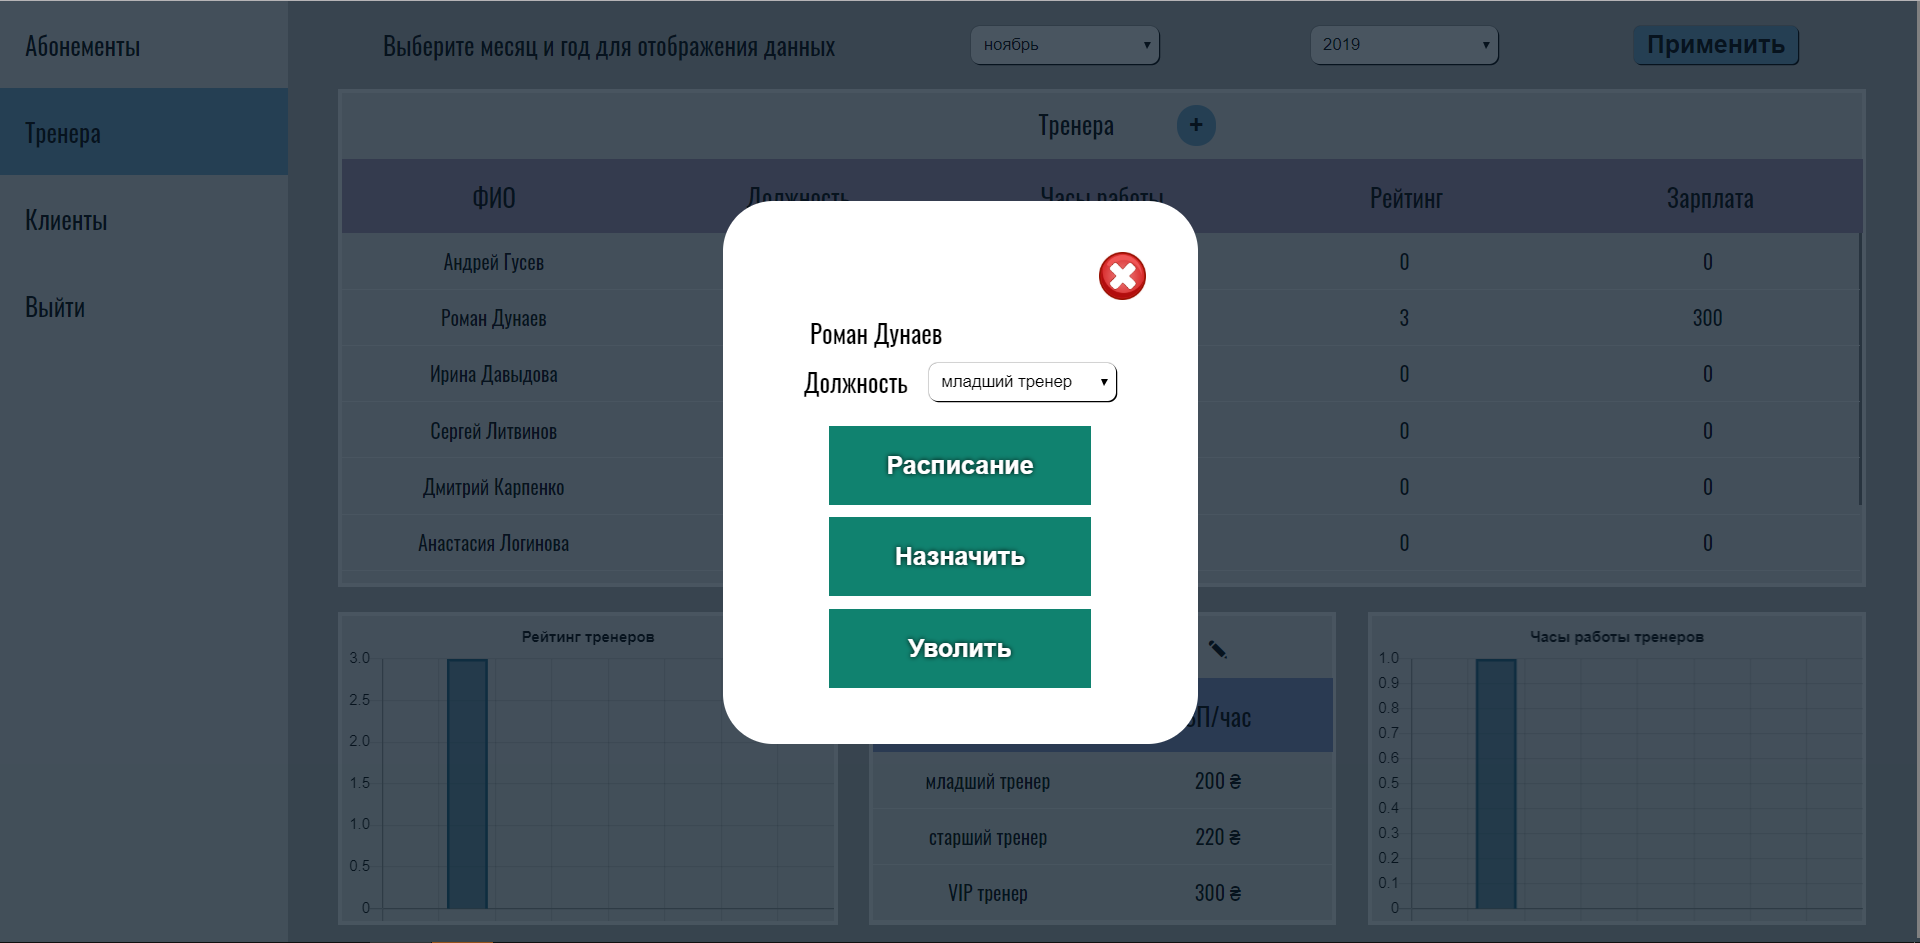 Абонементы
Тренера
Клиенты
Выйти
Выберите месяц и год для отображения данных
ноябрь
2019
Применить
Тренера +
ФИО Должность Часы работы Рейтинг Зарплата
Андрей Гусев 0 0
Роман Дунаев 3 300
Ирина Давыдова 0 0
Сергей Литвинов 0 0
Дмитрий Карпенко 0 0
Анастасия Логинова 0 0
Роман Дунаев
Должность младший тренер
Расписание
Назначить
Уволить
Рейтинг тренеров
3.0
2.5
2.0
1.5
1.0
0.5
0
ЗП/час
младший тренер 200 ₴
старший тренер 220 ₴
VIP тренер 300 ₴
Часы работы тренеров
1.0
0.9
0.8
0.7
0.6
0.5
0.4
0.3
0.2
0.1
0